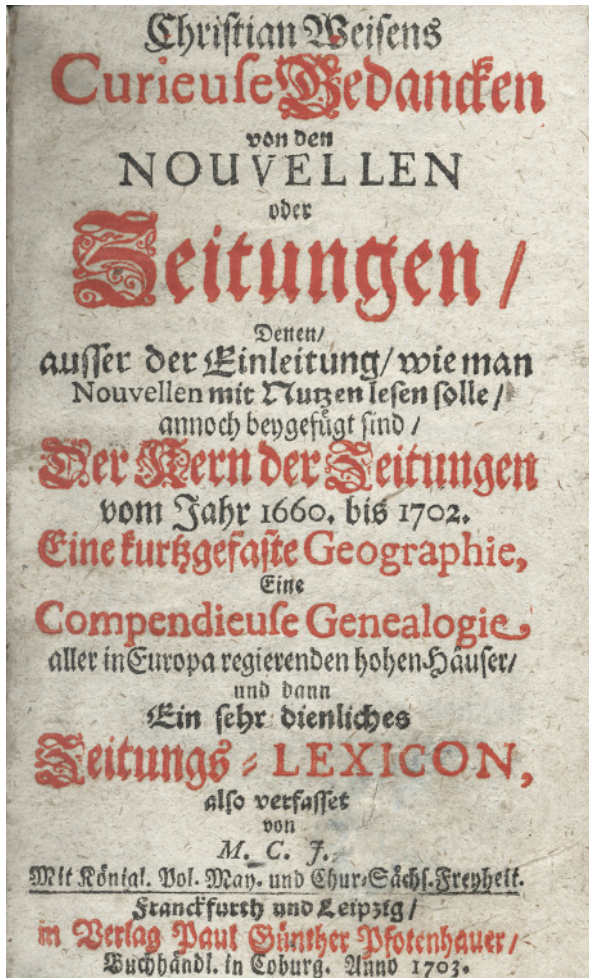 Chriſtian Weiſens
Curieuſe Gedancken
von den
NOUVELLEN
oder
Zeitungen /
Denen /
auſſer der Einleitung / wie man
Nouvellen mit Nutzen leſen ſolle /
annoch beygefügt ſind /
Der Kern der Zeitungen
vom Jahr 1660. bis 1702.
Eine kurtzgefaſte Geographie,
Eine
Compendieuſe Genealogie
aller in Europa regierenden hohen Häuſer /
und dann
Ein ſehr dienliches
Zeitungs = LEXICON,
alſo verfaſſet
von
M. C. J.
Mit Königl. Pol. May. und Chur-Sächſ. Freyheit.
Franckfurth und Leipzig /
in Verlag Paul Günther Pfotenhauer /
Buchhändl. in Coburg. Anno 1703.